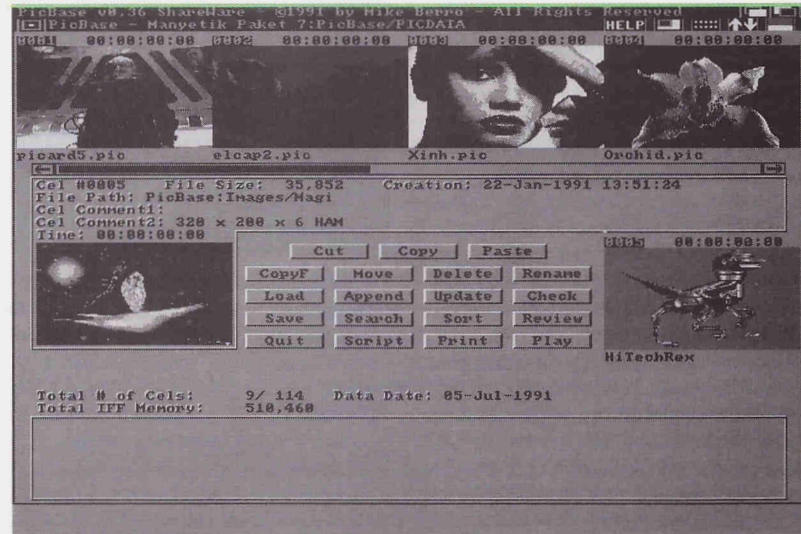 PicBase v0.36 ShareWare - @1991 by Mike Berro - All Rights Reserved
PicBase - Manyetik Paket 7:PicBase/PICDATA HELP
0001 00:00:00:00 0002 00:00:00:00 0003 00:00:00:00 0004 00:00:00:00
picard5.pic elcap2.pic Xinh.pic Orchid.pic
Cel #0005 File Size: 35,852 Creation: 22-Jan-1991 13:51:24
File Path: PicBase:Images/Magi
Cel Comment1:
Cel Comment2: 320 x 200 x 6 HAM
Time: 00:00:00:00
0005 00:00:00:00
Cut Copy Paste
CopyF Move Delete Rename
Load Append Update Check
Save Search Sort Review
Quit Script Print Play
HiTechRex
Total # of Cels: 9/ 114 Data Date: 05-Jul-1991
Total IFF Memory: 510,460